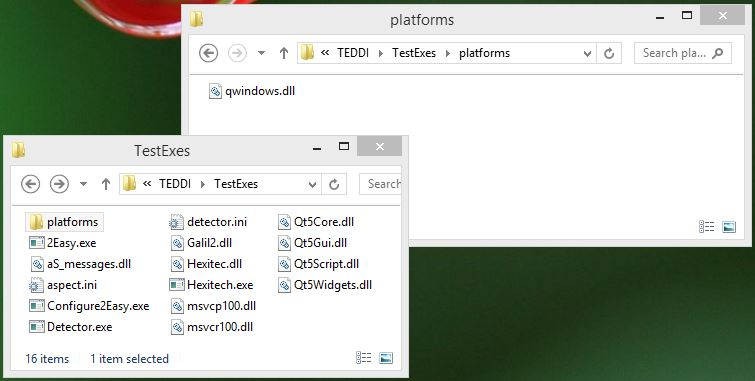 platforms
TEDDI TestExes platforms
Search pla...
qwindows.dll
TestExes
TEDDI TestExes
Search
platforms
2Easy.exe
aS_messages.dll
aspect.ini
Configure2Easy.exe
Detector.exe
detector.ini
Galil2.dll
Hexitec.dll
Hexitech.exe
msvcp100.dll
msvcr100.dll
Qt5Core.dll
Qt5Gui.dll
Qt5Script.dll
Qt5Widgets.dll
16 items 1 item selected